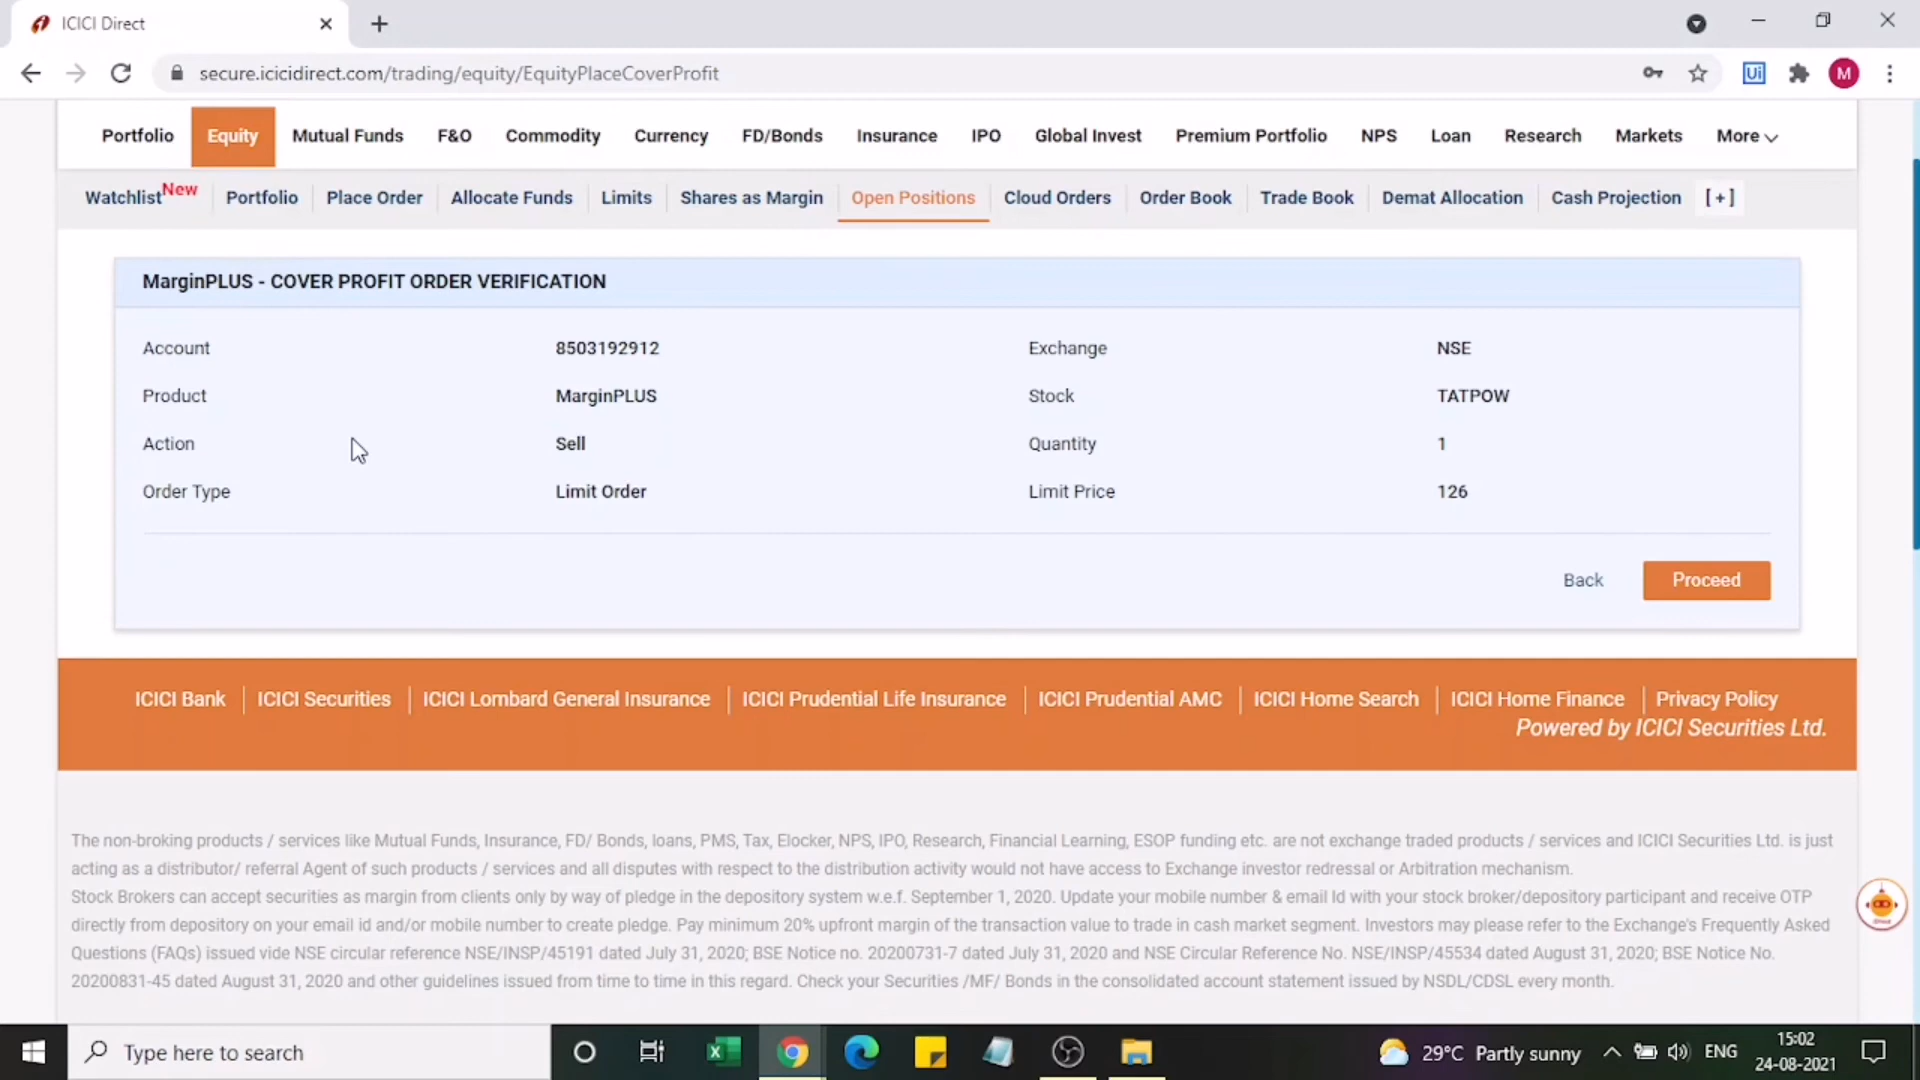 ICICI Direct
secure.icicidirect.com/trading/equity/EquityPlaceCoverProfit
Ui
M
Portfolio Equity Mutual Funds F&O Commodity Currency FD/Bonds Insurance IPO Global Invest Premium Portfolio NPS Loan Research Markets More
Watchlist New Portfolio Place Order Allocate Funds Limits Shares as Margin Open Positions Cloud Orders Order Book Trade Book Demat Allocation Cash Projection [+]
MarginPLUS - COVER PROFIT ORDER VERIFICATION
Account 8503192912 Exchange NSE
Product MarginPLUS Stock TATPOW
Action Sell Quantity 1
Order Type Limit Order Limit Price 126
Back Proceed
ICICI Bank ICICI Securities ICICI Lombard General Insurance ICICI Prudential Life Insurance ICICI Prudential AMC ICICI Home Search ICICI Home Finance Privacy Policy
Powered by ICICI Securities Ltd.
The non-broking products / services like Mutual Funds, Insurance, FD/ Bonds, loans, PMS, Tax, Elocker, NPS, IPO, Research, Financial Learning, ESOP funding etc. are not exchange traded products / services and ICICI Securities Ltd. is just
acting as a distributor/ referral Agent of such products / services and all disputes with respect to the distribution activity would not have access to Exchange investor redressal or Arbitration mechanism.
Stock Brokers can accept securities as margin from clients only by way of pledge in the depository system w.e.f. September 1, 2020. Update your mobile number & email Id with your stock broker/depository participant and receive OTP
directly from depository on your email id and/or mobile number to create pledge. Pay minimum 20% upfront margin of the transaction value to trade in cash market segment. Investors may please refer to the Exchange's Frequently Asked
Questions (FAQs) issued vide NSE circular reference NSE/INSP/45191 dated July 31, 2020; BSE Notice no. 20200731-7 dated July 31, 2020 and NSE Circular Reference No. NSE/INSP/45534 dated August 31, 2020; BSE Notice No.
20200831-45 dated August 31, 2020 and other guidelines issued from time to time in this regard. Check your Securities /MF/ Bonds in the consolidated account statement issued by NSDL/CDSL every month.
Type here to search
29°C Partly sunny
ENG
15:02
24-08-2021